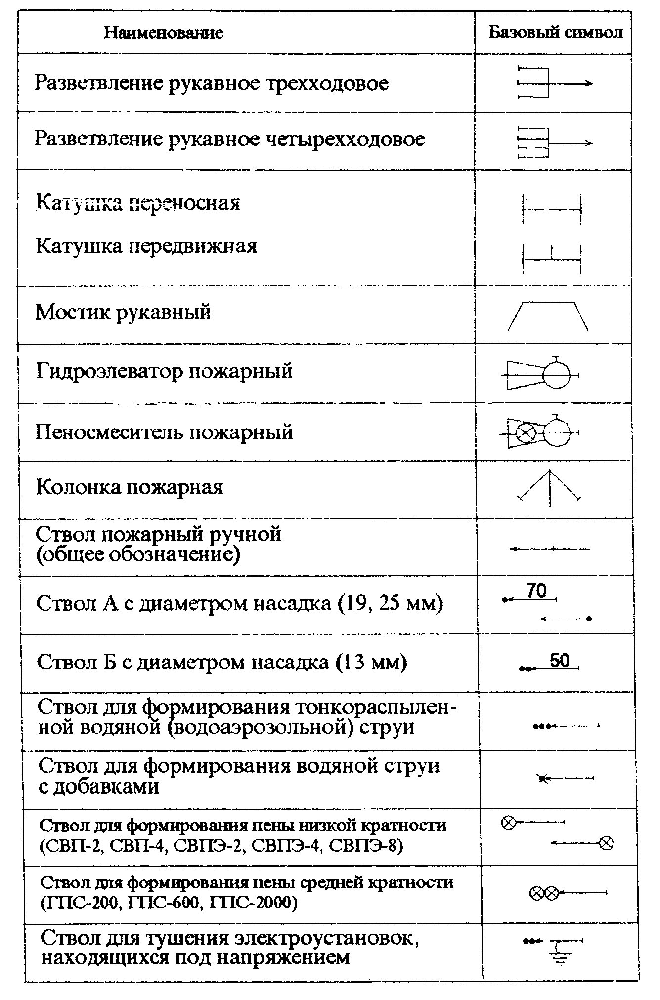 Наименование
Базовый символ
Разветвление рукавное трехходовое
Разветвление рукавное четырехходовое
Катушка переносная
Катушка передвижная
Мостик рукавный
Гидроэлеватор пожарный
Пеносмеситель пожарный
Колонка пожарная
Ствол пожарный ручной
(общее обозначение)
Ствол А с диаметром насадка (19, 25 мм)
70
Ствол Б с диаметром насадка (13 мм)
50
Ствол для формирования тонкораспылен-
ной водяной (водоаэрозольной) струи
Ствол для формирования водяной струи
с добавками
Ствол для формирования пены низкой кратности
(СВП-2, СВП-4, СВПЭ-2, СВПЭ-4, СВПЭ-8)
Ствол для формирования пены средней кратности
(ГПС-200, ГПС-600, ГПС-2000)
Ствол для тушения электроустановок,
находящихся под напряжением